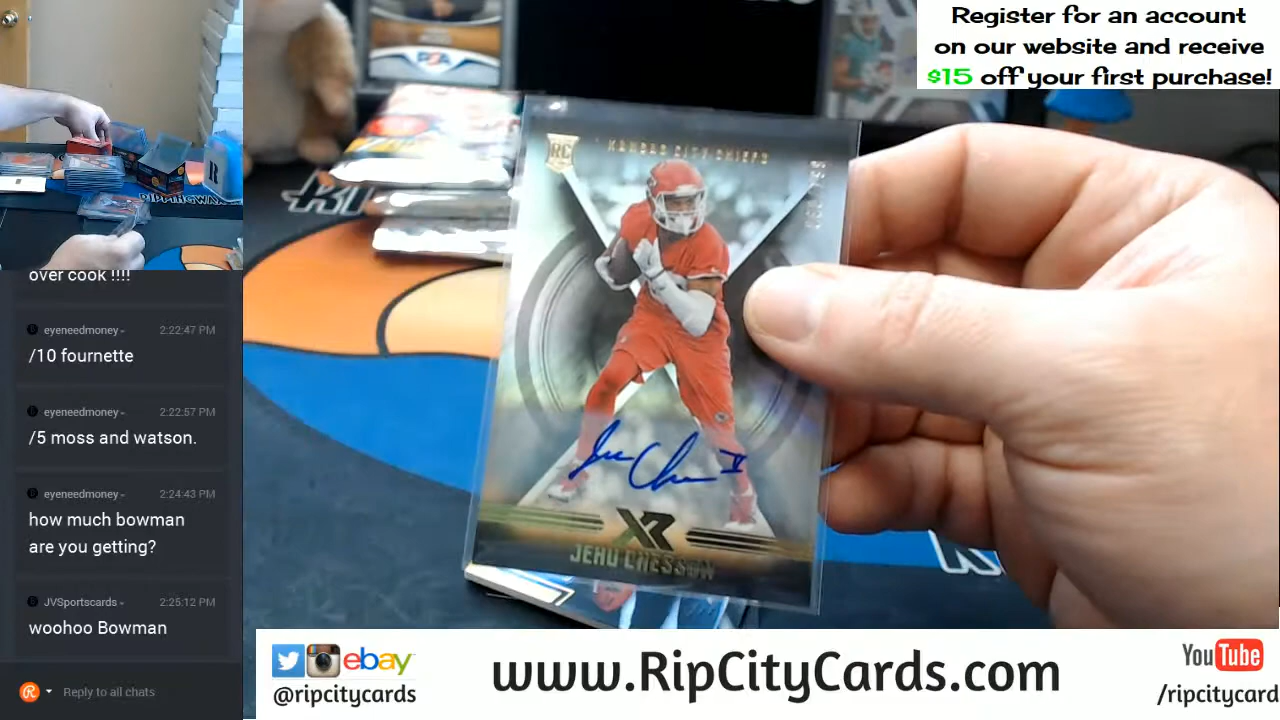 Register for an account
on our website and receive
$15 off your first purchase!
PSA
RC
KANSAS CITY CHIEFS
XR
JEHU CHESSON
RIPPINGWAX
over cook !!!!
eyeneedmoney
2:22:47 PM
/10 fournette
eyeneedmoney
2:22:57 PM
/5 moss and watson.
eyeneedmoney
2:24:43 PM
how much bowman
are you getting?
JVSportscards
2:25:12 PM
woohoo Bowman
Reply to all chats
ebay
@ripcitycards
www.RipCityCards.com
YouTube
/ripcitycard